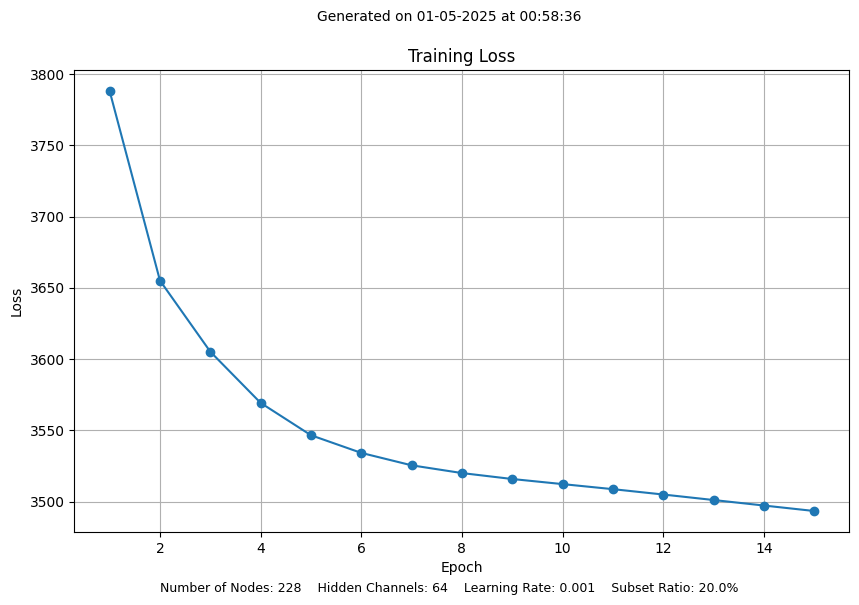 Generated on 01-05-2025 at 00:58:36
Training Loss
3800
3750
3700
3650
3600
3550
3500
Loss
2 4 6 8 10 12 14
Epoch
Number of Nodes: 228 Hidden Channels: 64 Learning Rate: 0.001 Subset Ratio: 20.0%